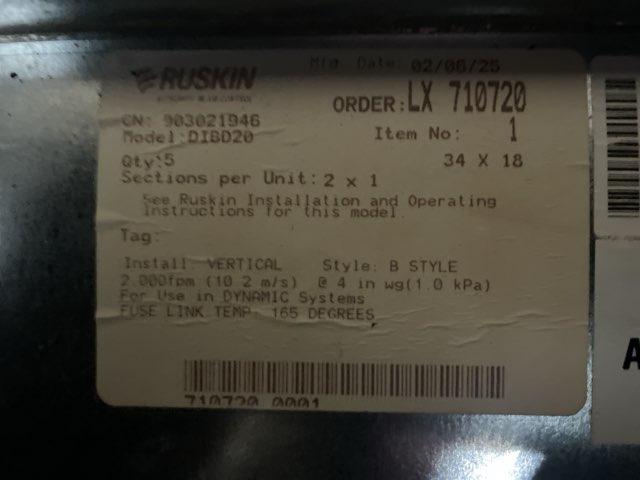 Mfg Date: 02/06/25
RUSKIN
ORDER: LX 710720
CN: 903021946
Model: DIBD20
Item No: 1
Qty: 5
34 X 18
Sections per Unit: 2 x 1
See Ruskin Installation and Operating
Instructions for this model.
Tag:
Install: VERTICAL Style: B STYLE
2.000fpm (10.2 m/s) @ 4 in wg(1.0 kPa)
For Use in DYNAMIC Systems
FUSE LINK TEMP 165 DEGREES
710720 0001
A